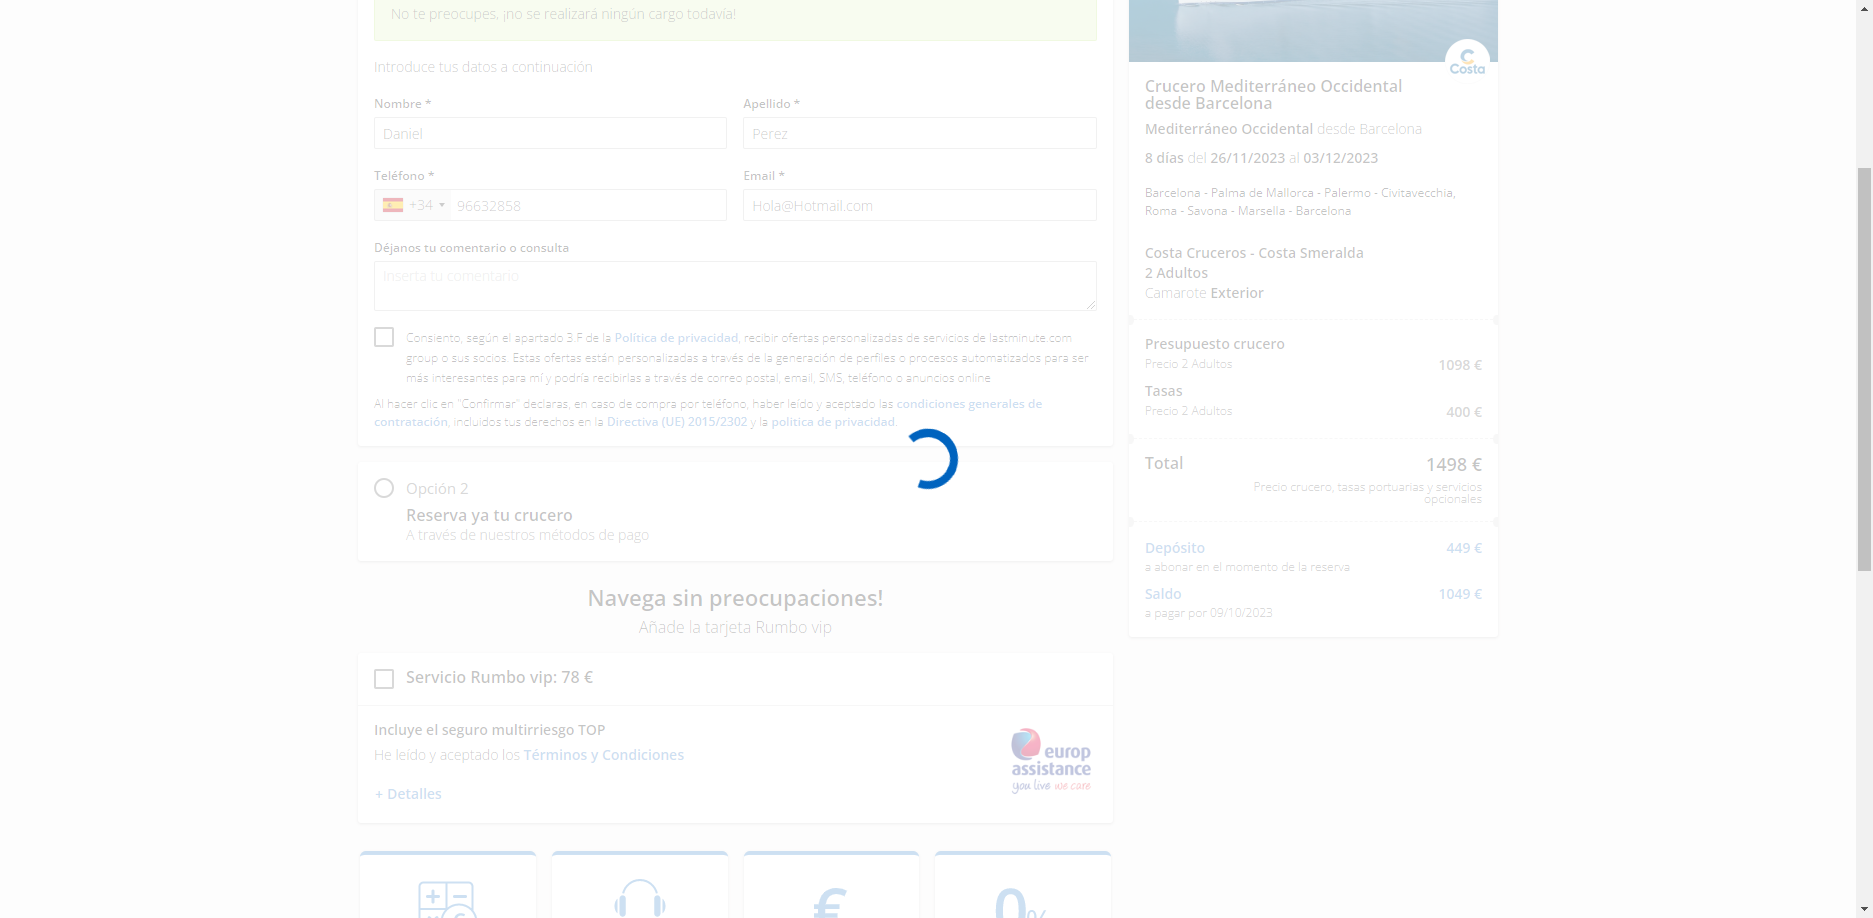 No te preocupes, ¡no se realizará ningún cargo todavía!
Introduce tus datos a continuación
Nombre *
Apellido *
Daniel
Perez
Teléfono *
Email *
+34
96632858
Hola@Hotmail.com
Déjanos tu comentario o consulta
Inserta tu comentario
Consiento, según el apartado 3.F de la Política de privacidad, recibir ofertas personalizadas de servicios de lastminute.com
group o sus socios. Estas ofertas están personalizadas a través de la generación de perfiles o procesos automatizados para ser
más interesantes para mí y podría recibirlas a través de correo postal, email, SMS, teléfono o anuncios online
Al hacer clic en "Confirmar" declaras, en caso de compra por teléfono, haber leído y aceptado las condiciones generales de
contratación, incluidos tus derechos en la Directiva (UE) 2015/2302 y la política de privacidad.
Opción 2
Reserva ya tu crucero
A través de nuestros métodos de pago
Navega sin preocupaciones!
Añade la tarjeta Rumbo vip
Servicio Rumbo vip: 78 €
Incluye el seguro multirriesgo TOP
He leído y aceptado los Términos y Condiciones
+ Detalles
europ
assistance
you live we care
€
0%
Costa
Crucero Mediterráneo Occidental
desde Barcelona
Mediterráneo Occidental desde Barcelona
8 días del 26/11/2023 al 03/12/2023
Barcelona - Palma de Mallorca - Palermo - Civitavecchia,
Roma - Savona - Marsella - Barcelona
Costa Cruceros - Costa Smeralda
2 Adultos
Camarote Exterior
Presupuesto crucero
Precio 2 Adultos
1098 €
Tasas
Precio 2 Adultos
400 €
Total
1498 €
Precio crucero, tasas portuarias y servicios
opcionales
Depósito
449 €
a abonar en el momento de la reserva
Saldo
1049 €
a pagar por 09/10/2023